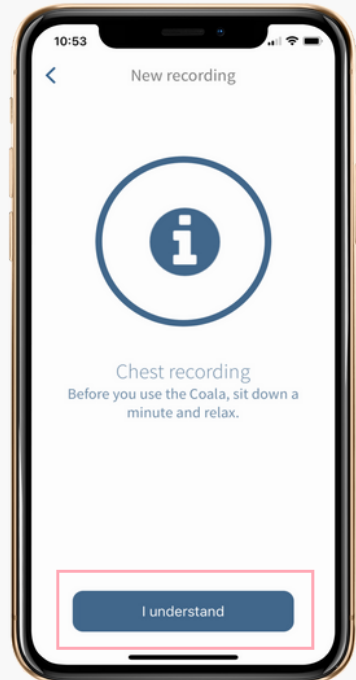 10:53
New recording
Chest recording
Before you use the Coala, sit down a
minute and relax.
I understand